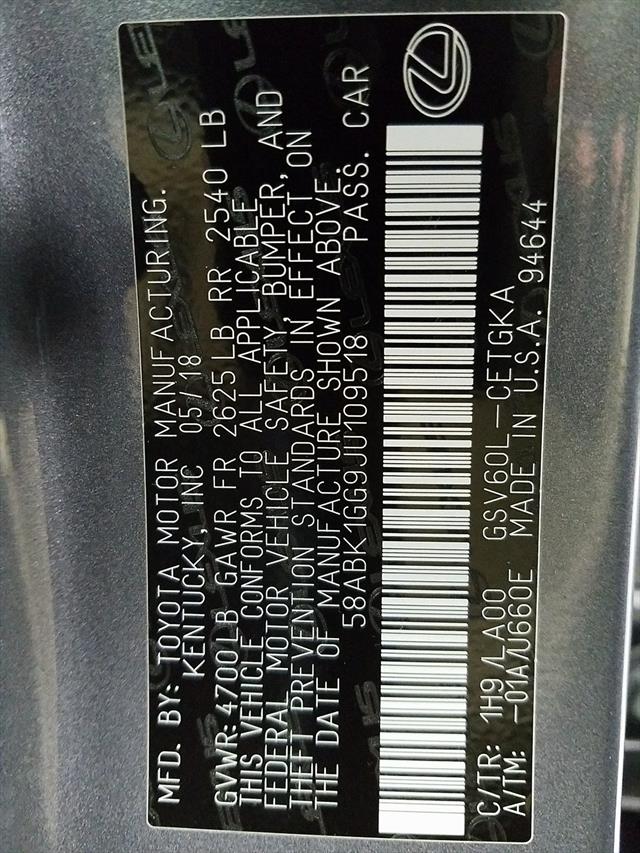 MFD. BY: TOYOTA MOTOR MANUFACTURING.
KENTUCKY, INC 05/18
GVWR: 4700LB GAWR FR 2625LB RR 2540 LB
THIS VEHICLE CONFORMS TO ALL APPLICABLE
FEDERAL MOTOR VEHICLE SAFETY, BUMPER, AND
THEFT PREVENTION STANDARDS IN EFFECT ON
THE DATE OF MANUFACTURE SHOWN ABOVE.
58ABK1GG9JU109518 PASS. CAR
C/TR: 1H9/LA00 GSV60L-CETGKA
A/TM: -01A/U660E MADE IN U.S.A. 94644